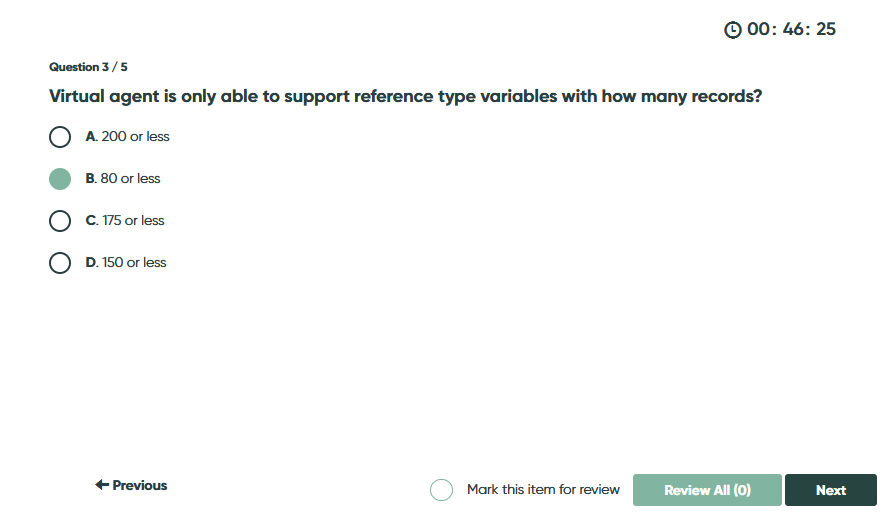 00: 46: 25
Question 3 / 5
Virtual agent is only able to support reference type variables with how many records?
A. 200 or less
B. 80 or less
C. 175 or less
D. 150 or less
Previous
Mark this item for review
Review All (0)
Next